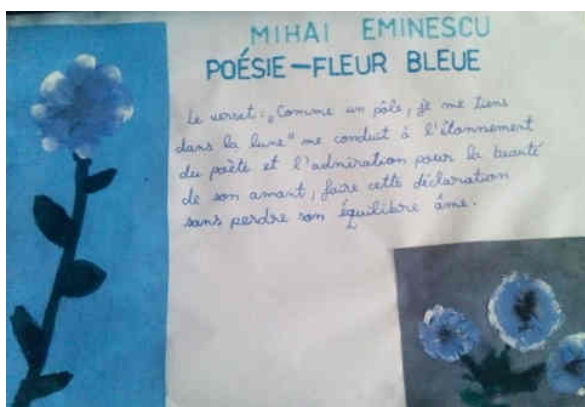 MIHAI EMINESCU
POÉSIE—FLEUR BLEUE
Le verset: „Comme un pôle, je me tiens
dans la lune" me conduit à l'étonnement
du poète et l'admiration pour la beauté
de son amant, faire cette déclaration
sans perdre son équilibre âme.